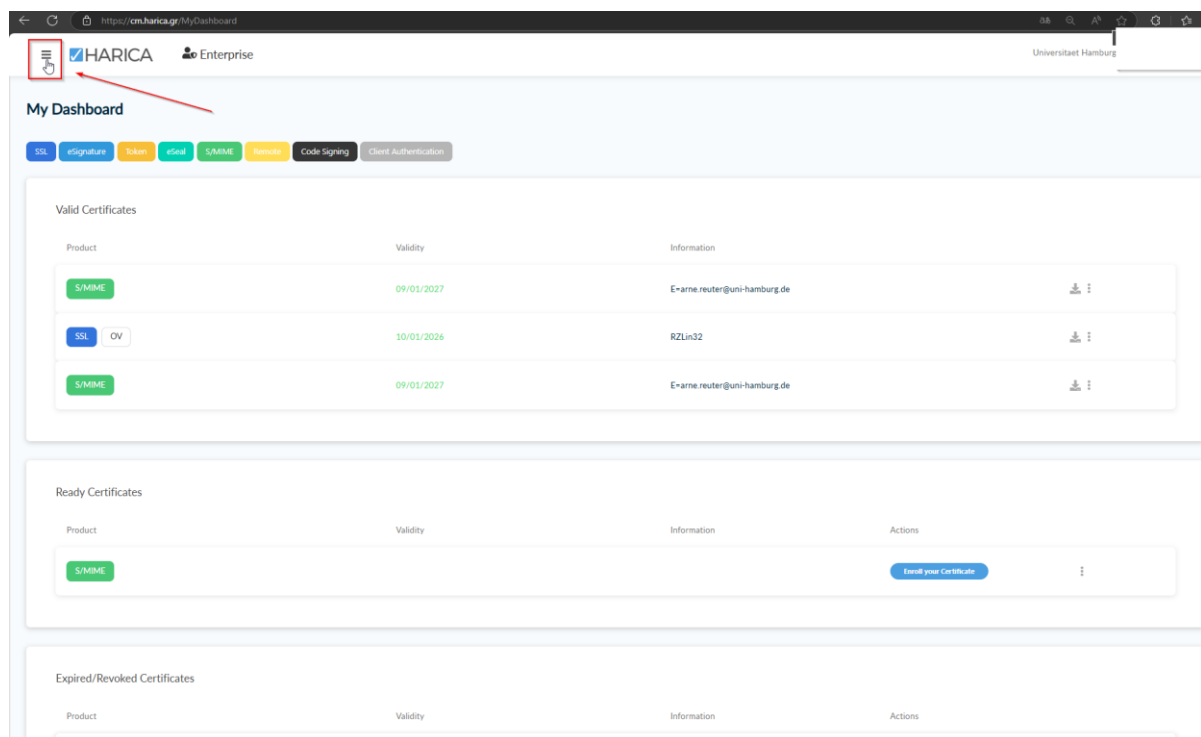 https://cm.harica.gr/MyDashboard
HARICA Enterprise Universitaet Hamburg
My Dashboard
SSL eSignature Token eSeal S/MIME Remote Code Signing Client Authentication
Valid Certificates
Product Validity Information
S/MIME 09/01/2027 E=arne.reuter@uni-hamburg.de
SSL OV 10/01/2026 RZLin32
S/MIME 09/01/2027 E=arne.reuter@uni-hamburg.de
Ready Certificates
Product Validity Information Actions
S/MIME Enroll your Certificate
Expired/Revoked Certificates
Product Validity Information Actions